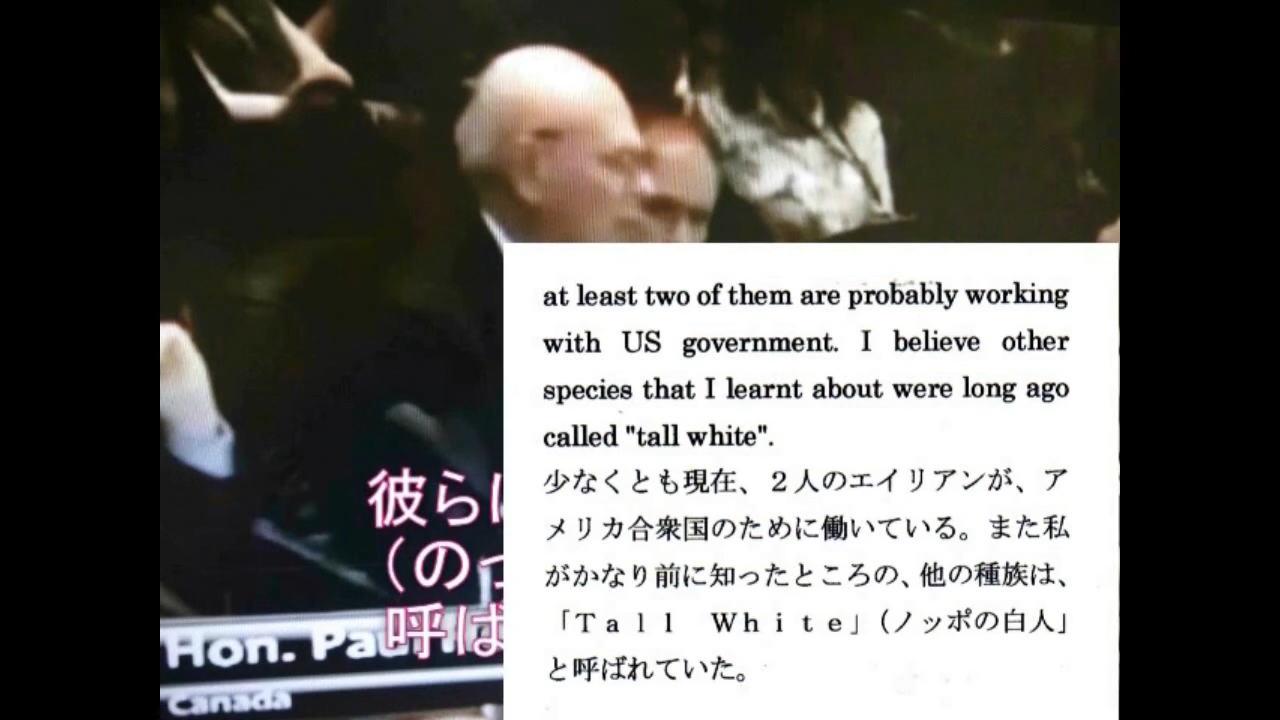 at least two of them are probably working
with US government. I believe other
species that I learnt about were long ago
called "tall white".
少なくとも現在、２人のエイリアンが、ア
メリカ合衆国のために働いている。また私
がかなり前に知ったところの、他の種族は、
「Ｔａｌｌ　Ｗｈｉｔｅ」（ノッポの白人」
と呼ばれていた。
彼ら
（の
呼ば
Hon.
Canada